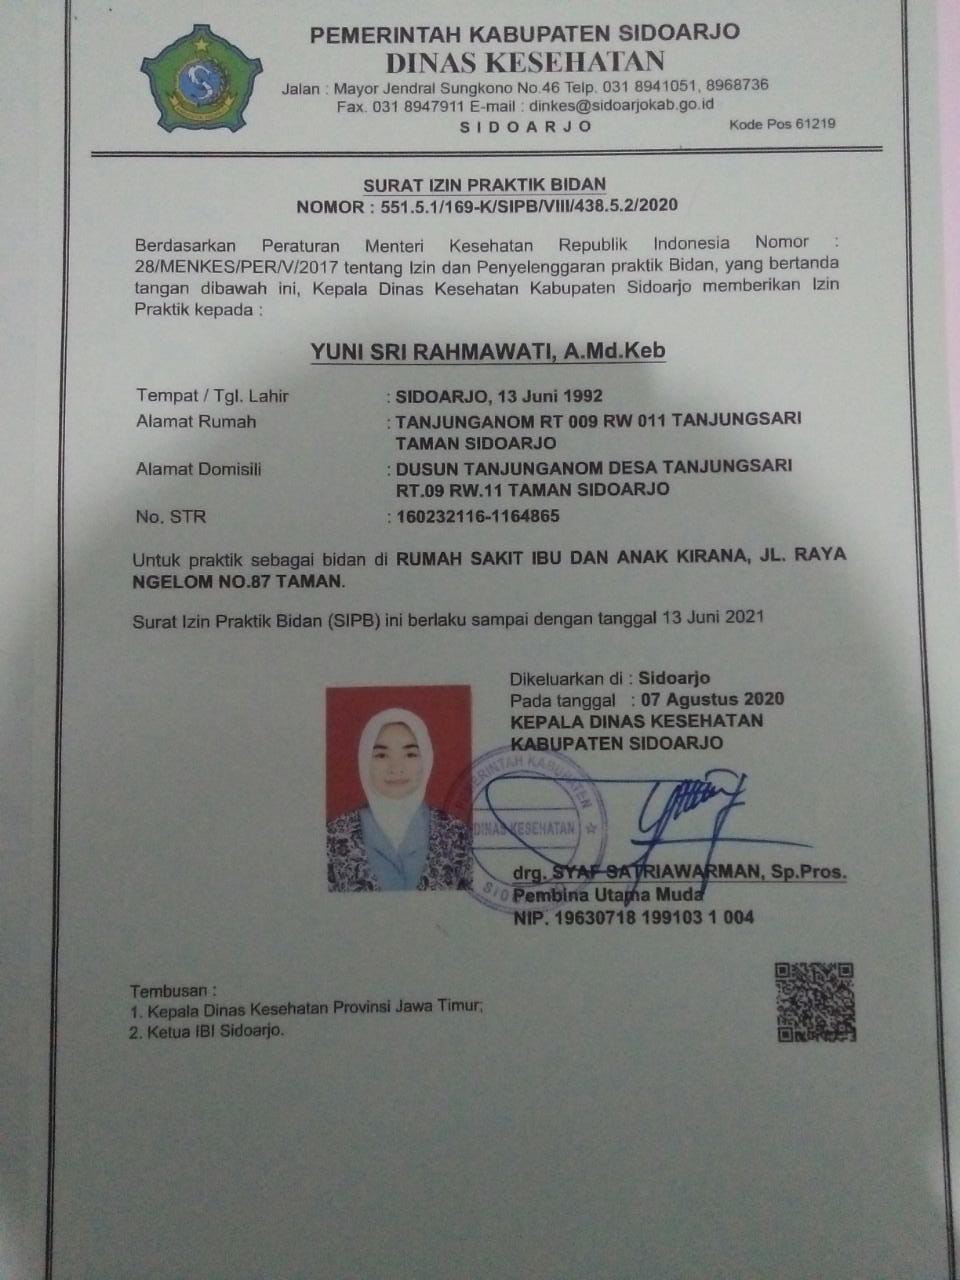 PEMERINTAH KABUPATEN SIDOARJO
DINAS KESEHATAN
Jalan : Mayor Jendral Sungkono No.46 Telp. 031 8941051, 8968736
Fax. 031 8947911 E-mail : dinkes@sidoarjokab.go.id
SIDOARJO
Kode Pos 61219
SURAT IZIN PRAKTIK BIDAN
NOMOR : 551.5.1/169-K/SIPB/VIII/438.5.2/2020
Berdasarkan Peraturan Menteri Kesehatan Republik Indonesia Nomor :
28/MENKES/PER/V/2017 tentang Izin dan Penyelenggaran praktik Bidan, yang bertanda
tangan dibawah ini, Kepala Dinas Kesehatan Kabupaten Sidoarjo memberikan Izin
Praktik kepada :
YUNI SRI RAHMAWATI, A.Md.Keb
Tempat / Tgl. Lahir : SIDOARJO, 13 Juni 1992
Alamat Rumah : TANJUNGANOM RT 009 RW 011 TANJUNGSARI
TAMAN SIDOARJO
Alamat Domisili : DUSUN TANJUNGANOM DESA TANJUNGSARI
RT.09 RW.11 TAMAN SIDOARJO
No. STR : 160232116-1164865
Untuk praktik sebagai bidan di RUMAH SAKIT IBU DAN ANAK KIRANA, JL. RAYA
NGELOM NO.87 TAMAN.
Surat Izin Praktik Bidan (SIPB) ini berlaku sampai dengan tanggal 13 Juni 2021
Dikeluarkan di : Sidoarjo
Pada tanggal : 07 Agustus 2020
KEPALA DINAS KESEHATAN
KABUPATEN SIDOARJO
PEMERINTAH KABUPATEN
DINAS KESEHATAN
drg. SYAF SATRIAWARMAN, Sp.Pros.
Pembina Utama Muda
NIP. 19630718 199103 1 004
Tembusan :
1. Kepala Dinas Kesehatan Provinsi Jawa Timur;
2. Ketua IBI Sidoarjo.